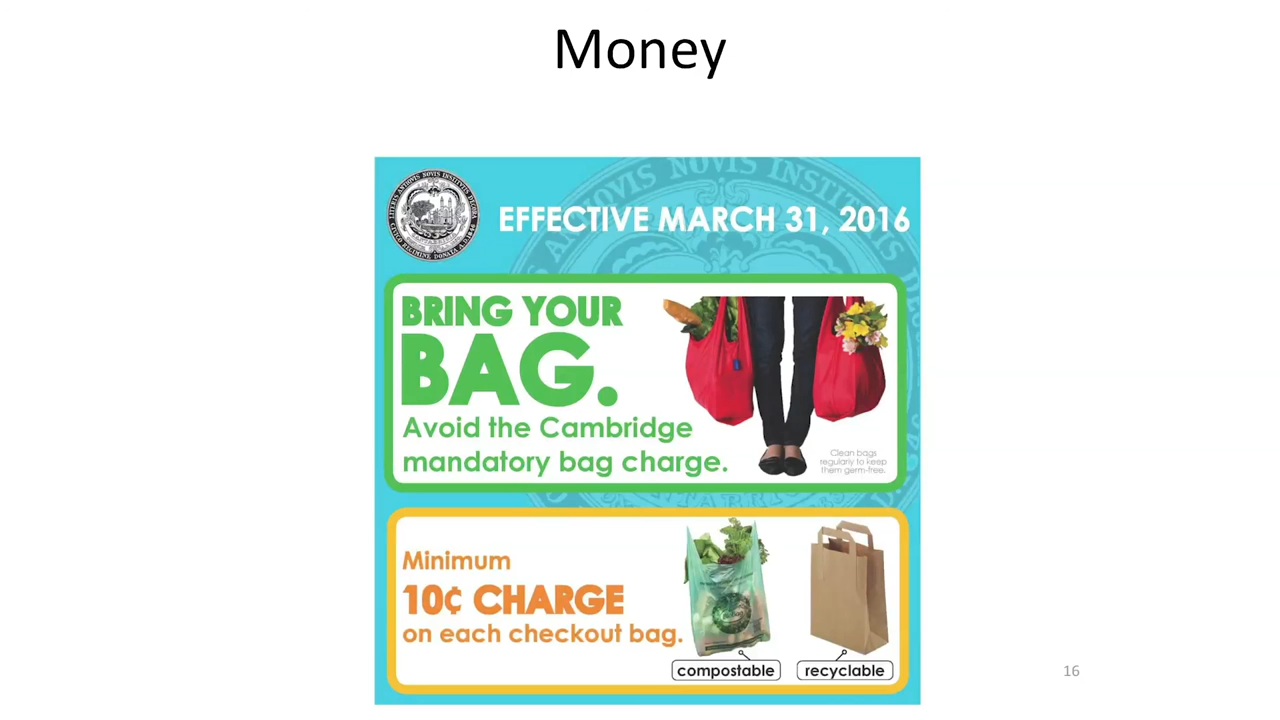 Money
EFFECTIVE MARCH 31, 2016
BRING YOUR
BAG.
Avoid the Cambridge
mandatory bag charge.
Clean bags
regularly to keep
them germ-free.
Minimum
10¢ CHARGE
on each checkout bag.
compostable
recyclable
16